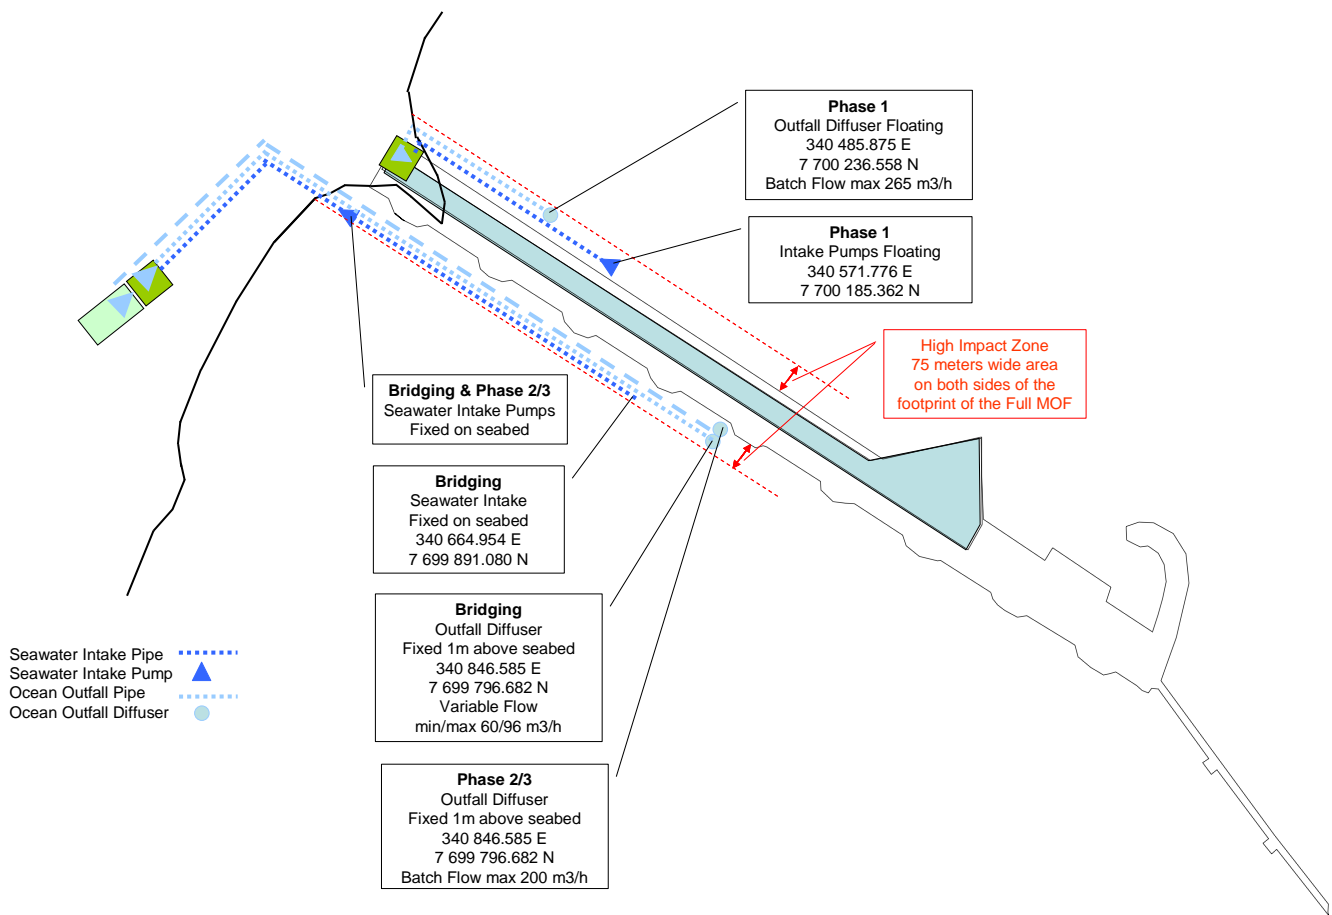 Phase 1
Outfall Diffuser Floating
340 485.875 E
7 700 236.558 N
Batch Flow max 265 m3/h
Phase 1
Intake Pumps Floating
340 571.776 E
7 700 185.362 N
High Impact Zone
75 meters wide area
on both sides of the
footprint of the Full MOF
Bridging & Phase 2/3
Seawater Intake Pumps
Fixed on seabed
Bridging
Seawater Intake
Fixed on seabed
340 664.954 E
7 699 891.080 N
Bridging
Outfall Diffuser
Fixed 1m above seabed
340 846.585 E
7 699 796.682 N
Variable Flow
min/max 60/96 m3/h
Phase 2/3
Outfall Diffuser
Fixed 1m above seabed
340 846.585 E
7 699 796.682 N
Batch Flow max 200 m3/h
Seawater Intake Pipe
Seawater Intake Pump
Ocean Outfall Pipe
Ocean Outfall Diffuser